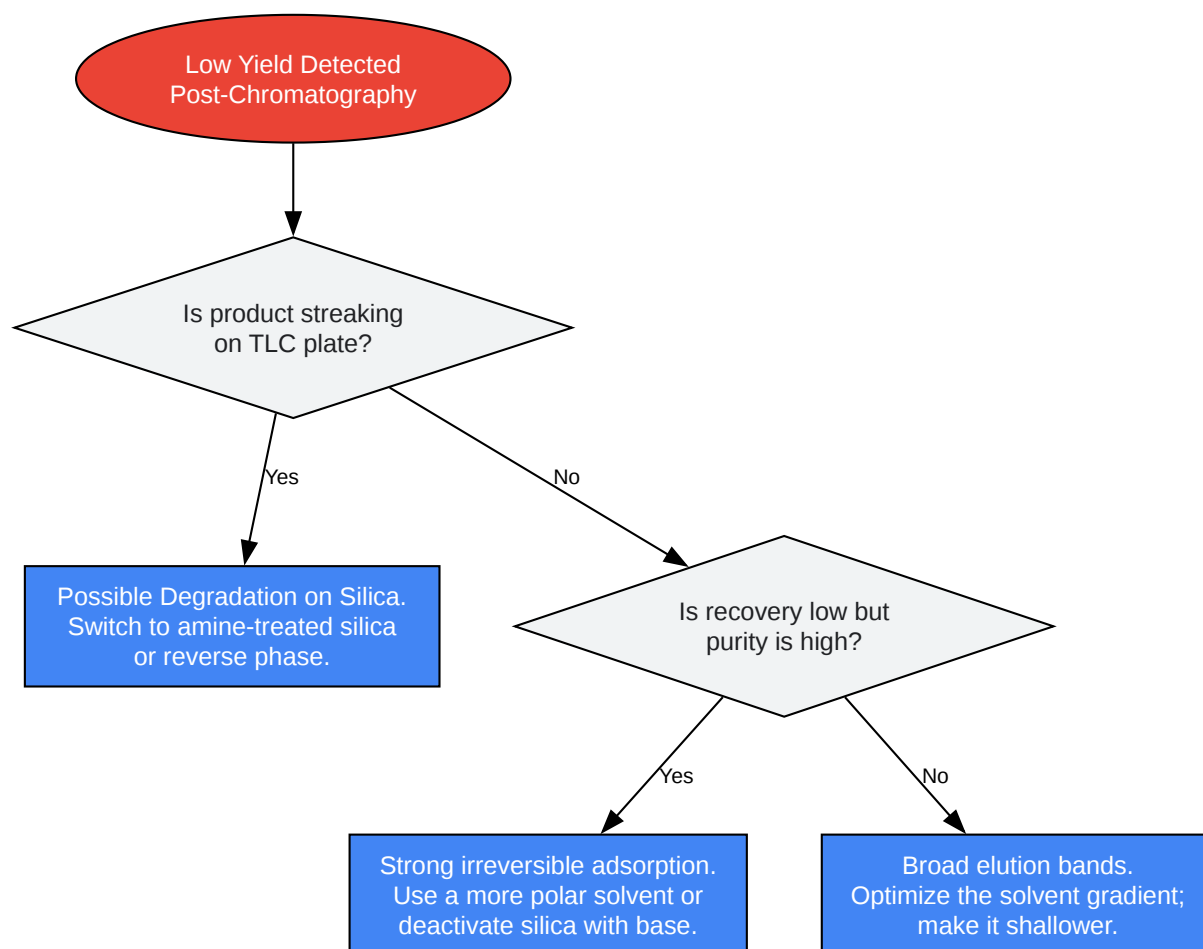 Low Yield Detected
Post-Chromatography
Is product streaking
on TLC plate?
Yes
No
Possible Degradation on Silica.
Switch to amine-treated silica
or reverse phase.
Is recovery low but
purity is high?
Yes
No
Strong irreversible adsorption.
Use a more polar solvent or
deactivate silica with base.
Broad elution bands.
Optimize the solvent gradient;
make it shallower.